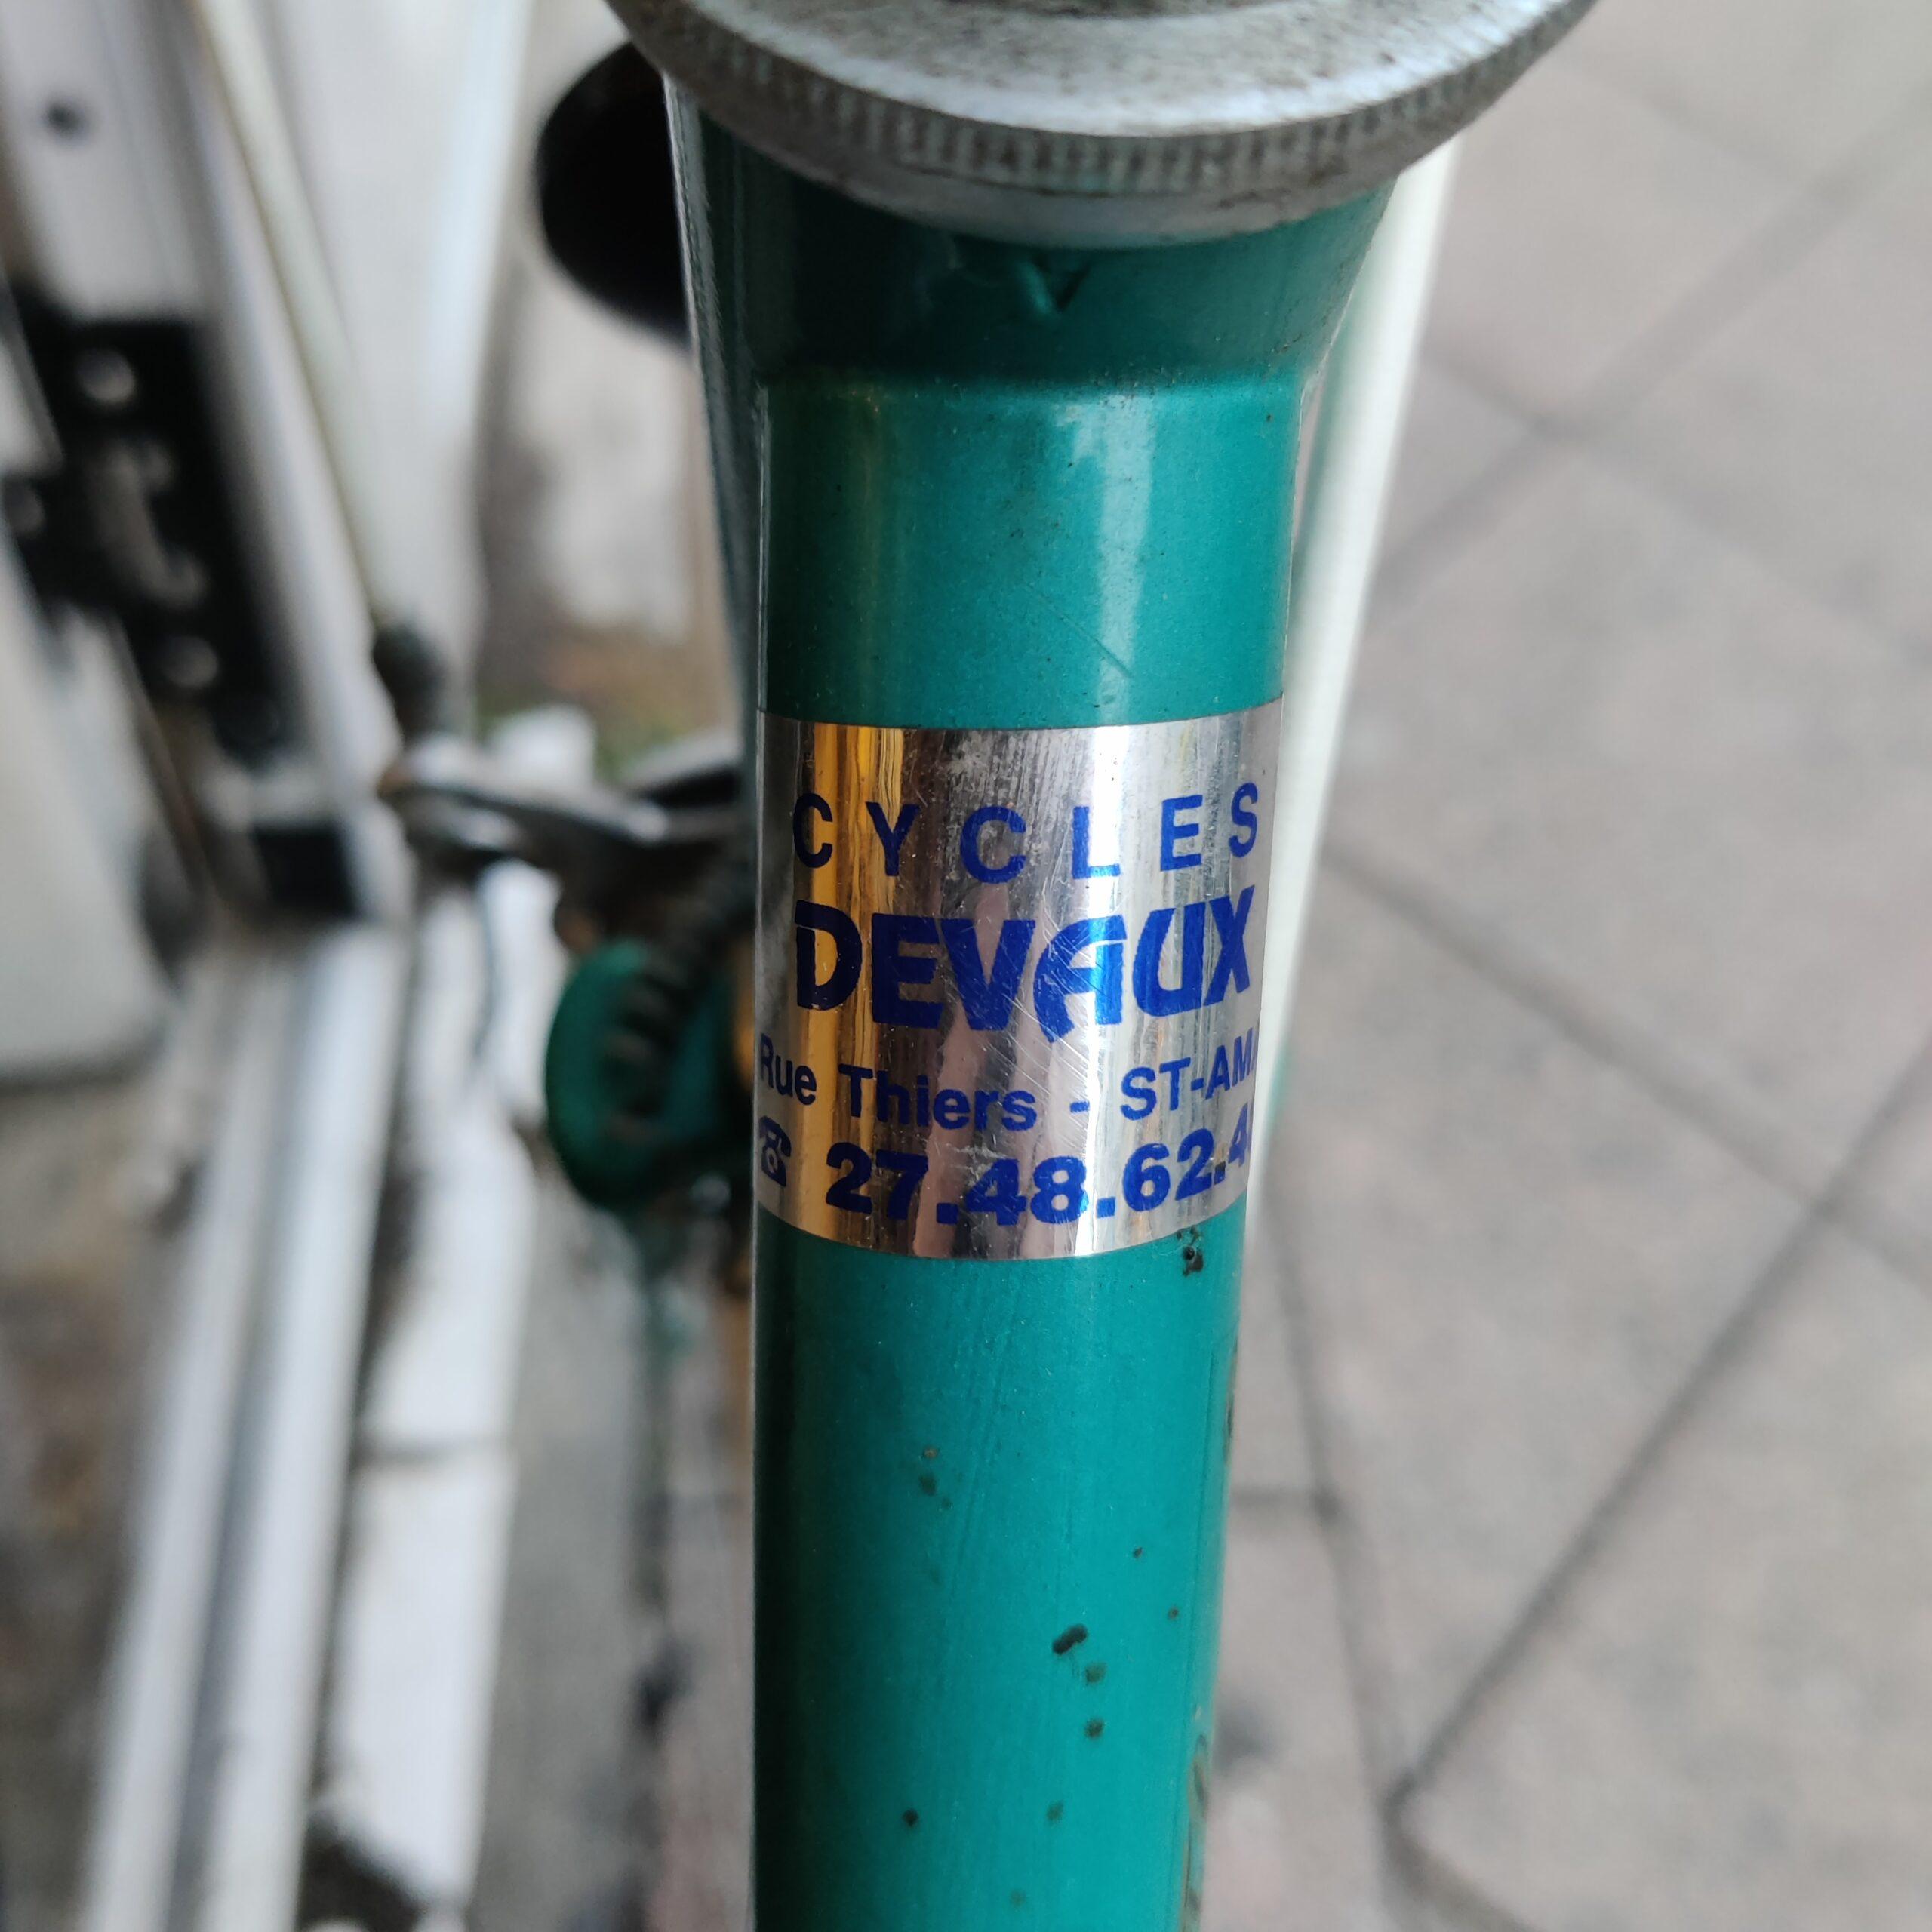 CYCLES
DEVAUX
Rue Thiers - ST-AM
☎ 27.48.62.4